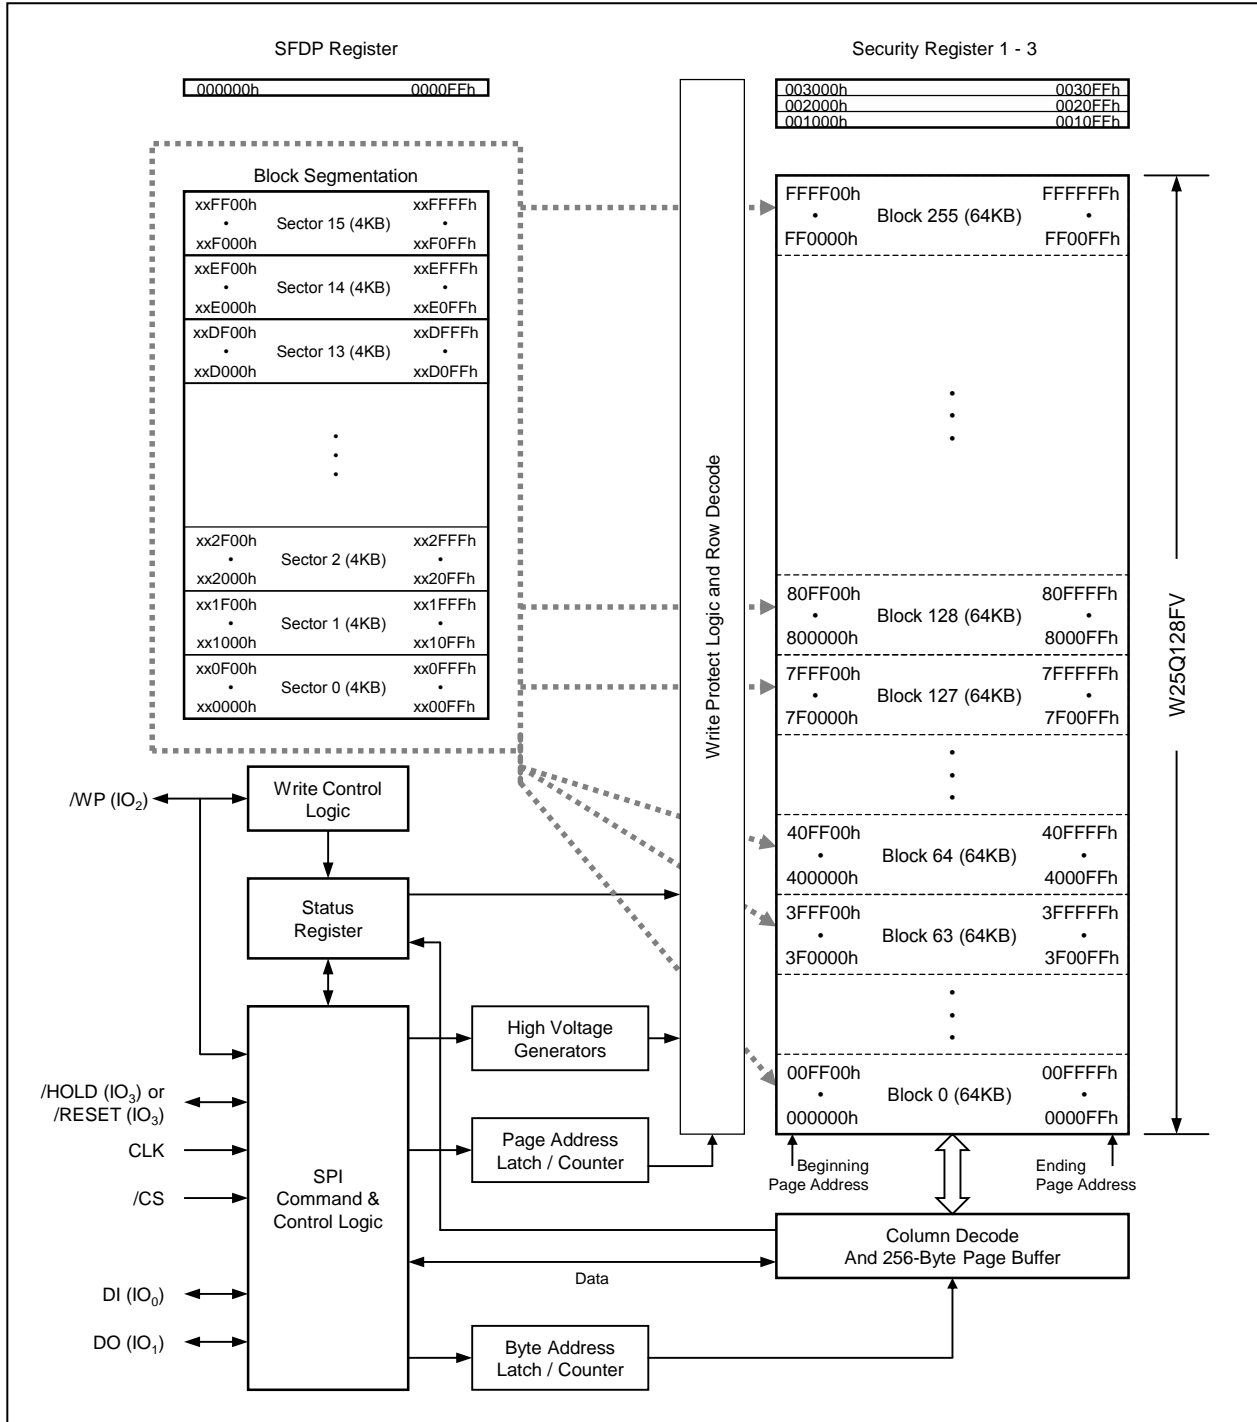 SFDP Register
000000h 0000FFh
Security Register 1 - 3
003000h 0030FFh
002000h 0020FFh
001000h 0010FFh
Block Segmentation
xxFF00h xxFFFFh
• Sector 15 (4KB) •
xxF000h xxF0FFh
xxEF00h xxEFFFh
• Sector 14 (4KB) •
xxE000h xxE0FFh
xxDF00h xxDFFFh
• Sector 13 (4KB) •
xxD000h xxD0FFh
xx2F00h xx2FFFh
• Sector 2 (4KB) •
xx2000h xx20FFh
xx1F00h xx1FFFh
• Sector 1 (4KB) •
xx1000h xx10FFh
xx0F00h xx0FFFh
• Sector 0 (4KB) •
xx0000h xx00FFh
Write Protect Logic and Row Decode
FFFF00h FFFFFFh
• Block 255 (64KB) •
FF0000h FF00FFh
80FF00h 80FFFFh
• Block 128 (64KB) •
800000h 8000FFh
7FFF00h 7FFFFFh
• Block 127 (64KB) •
7F0000h 7F00FFh
40FF00h 40FFFFh
• Block 64 (64KB) •
400000h 4000FFh
3FFF00h 3FFFFFh
• Block 63 (64KB) •
3F0000h 3F00FFh
00FF00h 00FFFFh
• Block 0 (64KB) •
000000h 0000FFh
W25Q128FV
Beginning
Page Address
Ending
Page Address
/WP (IO₂)
Write Control
Logic
Status
Register
High Voltage
Generators
/HOLD (IO₃) or
/RESET (IO₃)
CLK
/CS
DI (IO₀)
DO (IO₁)
SPI
Command &
Control Logic
Page Address
Latch / Counter
Column Decode
And 256-Byte Page Buffer
Data
Byte Address
Latch / Counter